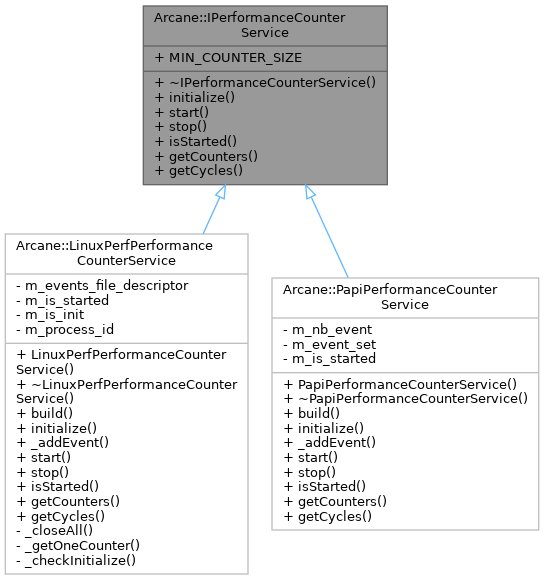 Arcane::IPerformanceCounter
Service
+ MIN_COUNTER_SIZE
+ ~IPerformanceCounterService()
+ initialize()
+ start()
+ stop()
+ isStarted()
+ getCounters()
+ getCycles()
Arcane::LinuxPerfPerformance
CounterService
- m_events_file_descriptor
- m_is_started
- m_is_init
- m_process_id
+ LinuxPerfPerformanceCounter
Service()
+ ~LinuxPerfPerformanceCounter
Service()
+ build()
+ initialize()
+ _addEvent()
+ start()
+ stop()
+ isStarted()
+ getCounters()
+ getCycles()
- _closeAll()
- _getOneCounter()
- _checkInitialize()
Arcane::PapiPerformanceCounter
Service
- m_nb_event
- m_event_set
- m_is_started
+ PapiPerformanceCounterService()
+ ~PapiPerformanceCounterService()
+ build()
+ initialize()
+ _addEvent()
+ start()
+ stop()
+ isStarted()
+ getCounters()
+ getCycles()